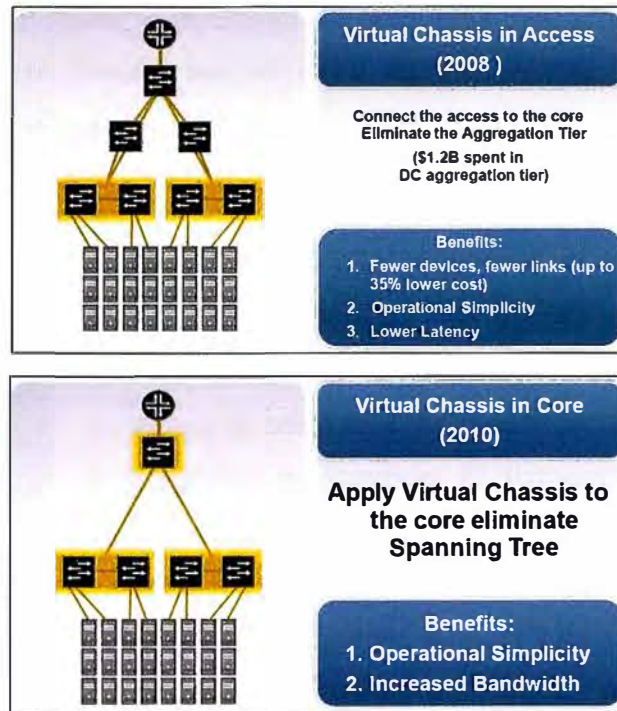 Virtual Chassis in Access
(2008 )
Connect the access to the core
Eliminate the Aggregation Tier
($1.2B spent in
DC aggregation tier)
Benefits:
1. Fewer devices, fewer links (up to
35% lower cost)
2. Operational Simplicity
3. Lower Latency
Virtual Chassis in Core
(2010)
Apply Virtual Chassis to
the core eliminate
Spanning Tree
Benefits:
1. Operational Simplicity
2. Increased Bandwidth